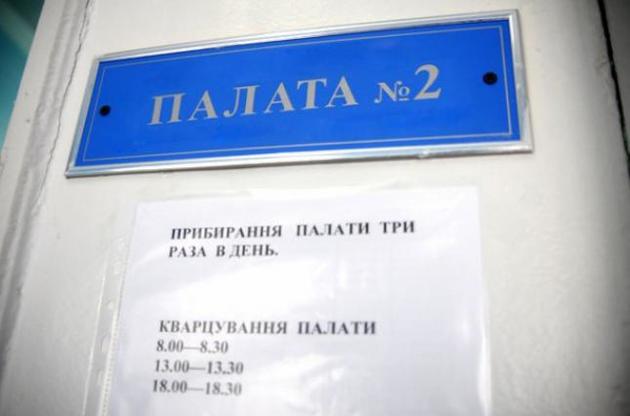 ПАЛАТА №2
ПРИБИРАННЯ ПАЛАТИ ТРИ
РАЗА В ДЕНЬ.
КВАРЦУВАННЯ ПАЛАТИ
8.00—8.30
13.00—13.30
18.00—18.30